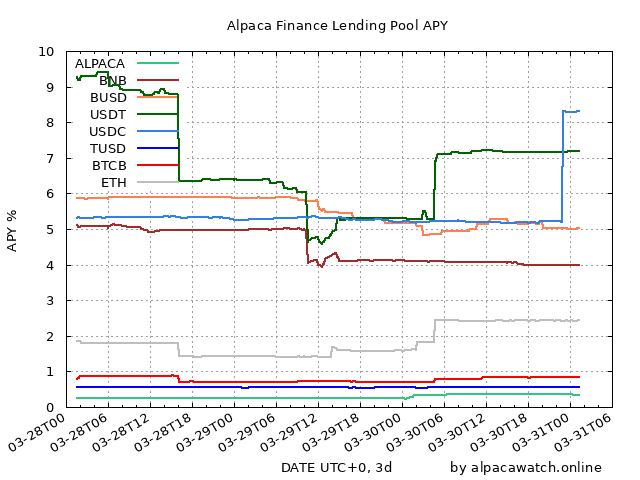 Alpaca Finance Lending Pool APY
APY %
10
9
8
7
6
5
4
3
2
1
0
ALPACA
BNB
BUSD
USDT
USDC
TUSD
BTCB
ETH
03-28T00
03-28T06
03-28T12
03-28T18
03-29T00
03-29T06
03-29T12
03-29T18
03-30T00
03-30T06
03-30T12
03-30T18
03-31T00
03-31T06
DATE UTC+0, 3d
by alpacawatch.online